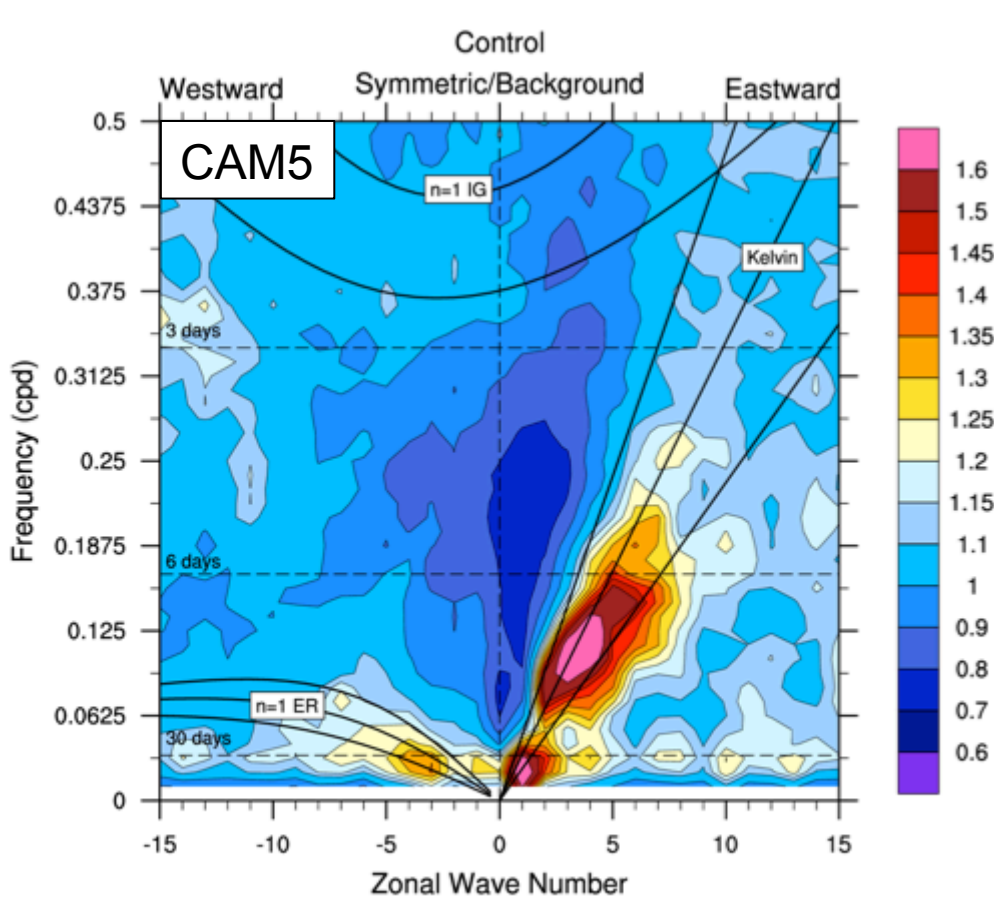 Control
Westward Symmetric/Background Eastward
CAM5
n=1 IG
Kelvin
3 days
6 days
n=1 ER
30 days
0.5
0.4375
0.375
0.3125
0.25
0.1875
0.125
0.0625
0
Frequency (cpd)
-15 -10 -5 0 5 10 15
Zonal Wave Number
1.6
1.5
1.45
1.4
1.35
1.3
1.25
1.2
1.15
1.1
1
0.9
0.8
0.7
0.6